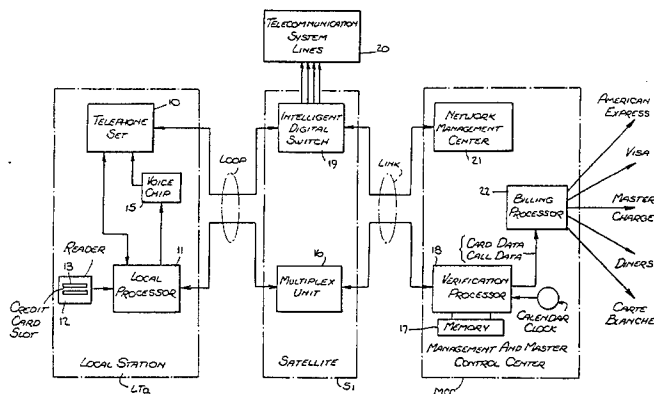 TELECOMMUNICATION
SYSTEM
LINES
20
10
TELEPHONE
SET
VOICE
CHIP
15
READER
13
11
LOCAL
PROCESSOR
CREDIT
CARD
SLOT
12
LOCAL STATION
LTa
LOOP
INTELLIGENT
DIGITAL
SWITCH
19
16
MULTIPLEX
UNIT
SATELLITE
S1
LINK
NETWORK
MANAGEMENT
CENTER
21
22
BILLING
PROCESSOR
CARD DATA
CALL DATA
18
VERIFICATION
PROCESSOR
17
MEMORY
CALENDAR
CLOCK
MANAGEMENT AND MASTER
CONTROL CENTER
MCC
AMERICAN
EXPRESS
VISA
MASTER
CHARGE
DINERS
CARTE
BLANCHE